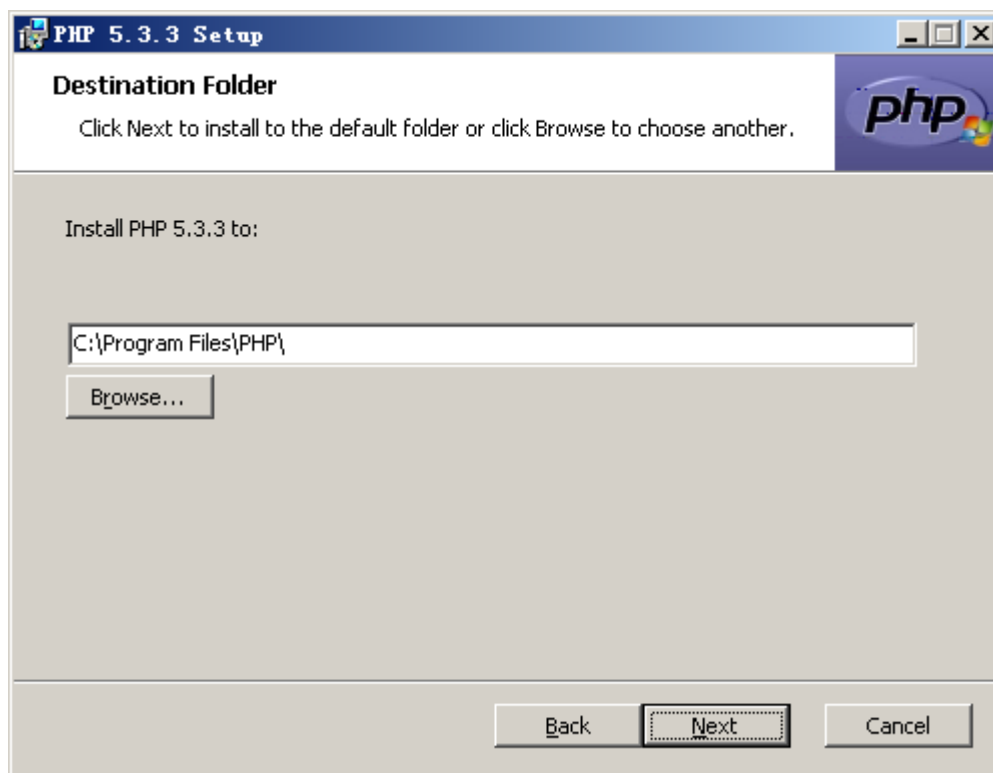 PHP 5.3.3 Setup
Destination Folder
Click Next to install to the default folder or click Browse to choose another.
php
Install PHP 5.3.3 to:
C:\Program Files\PHP\
Browse...
Back
Next
Cancel